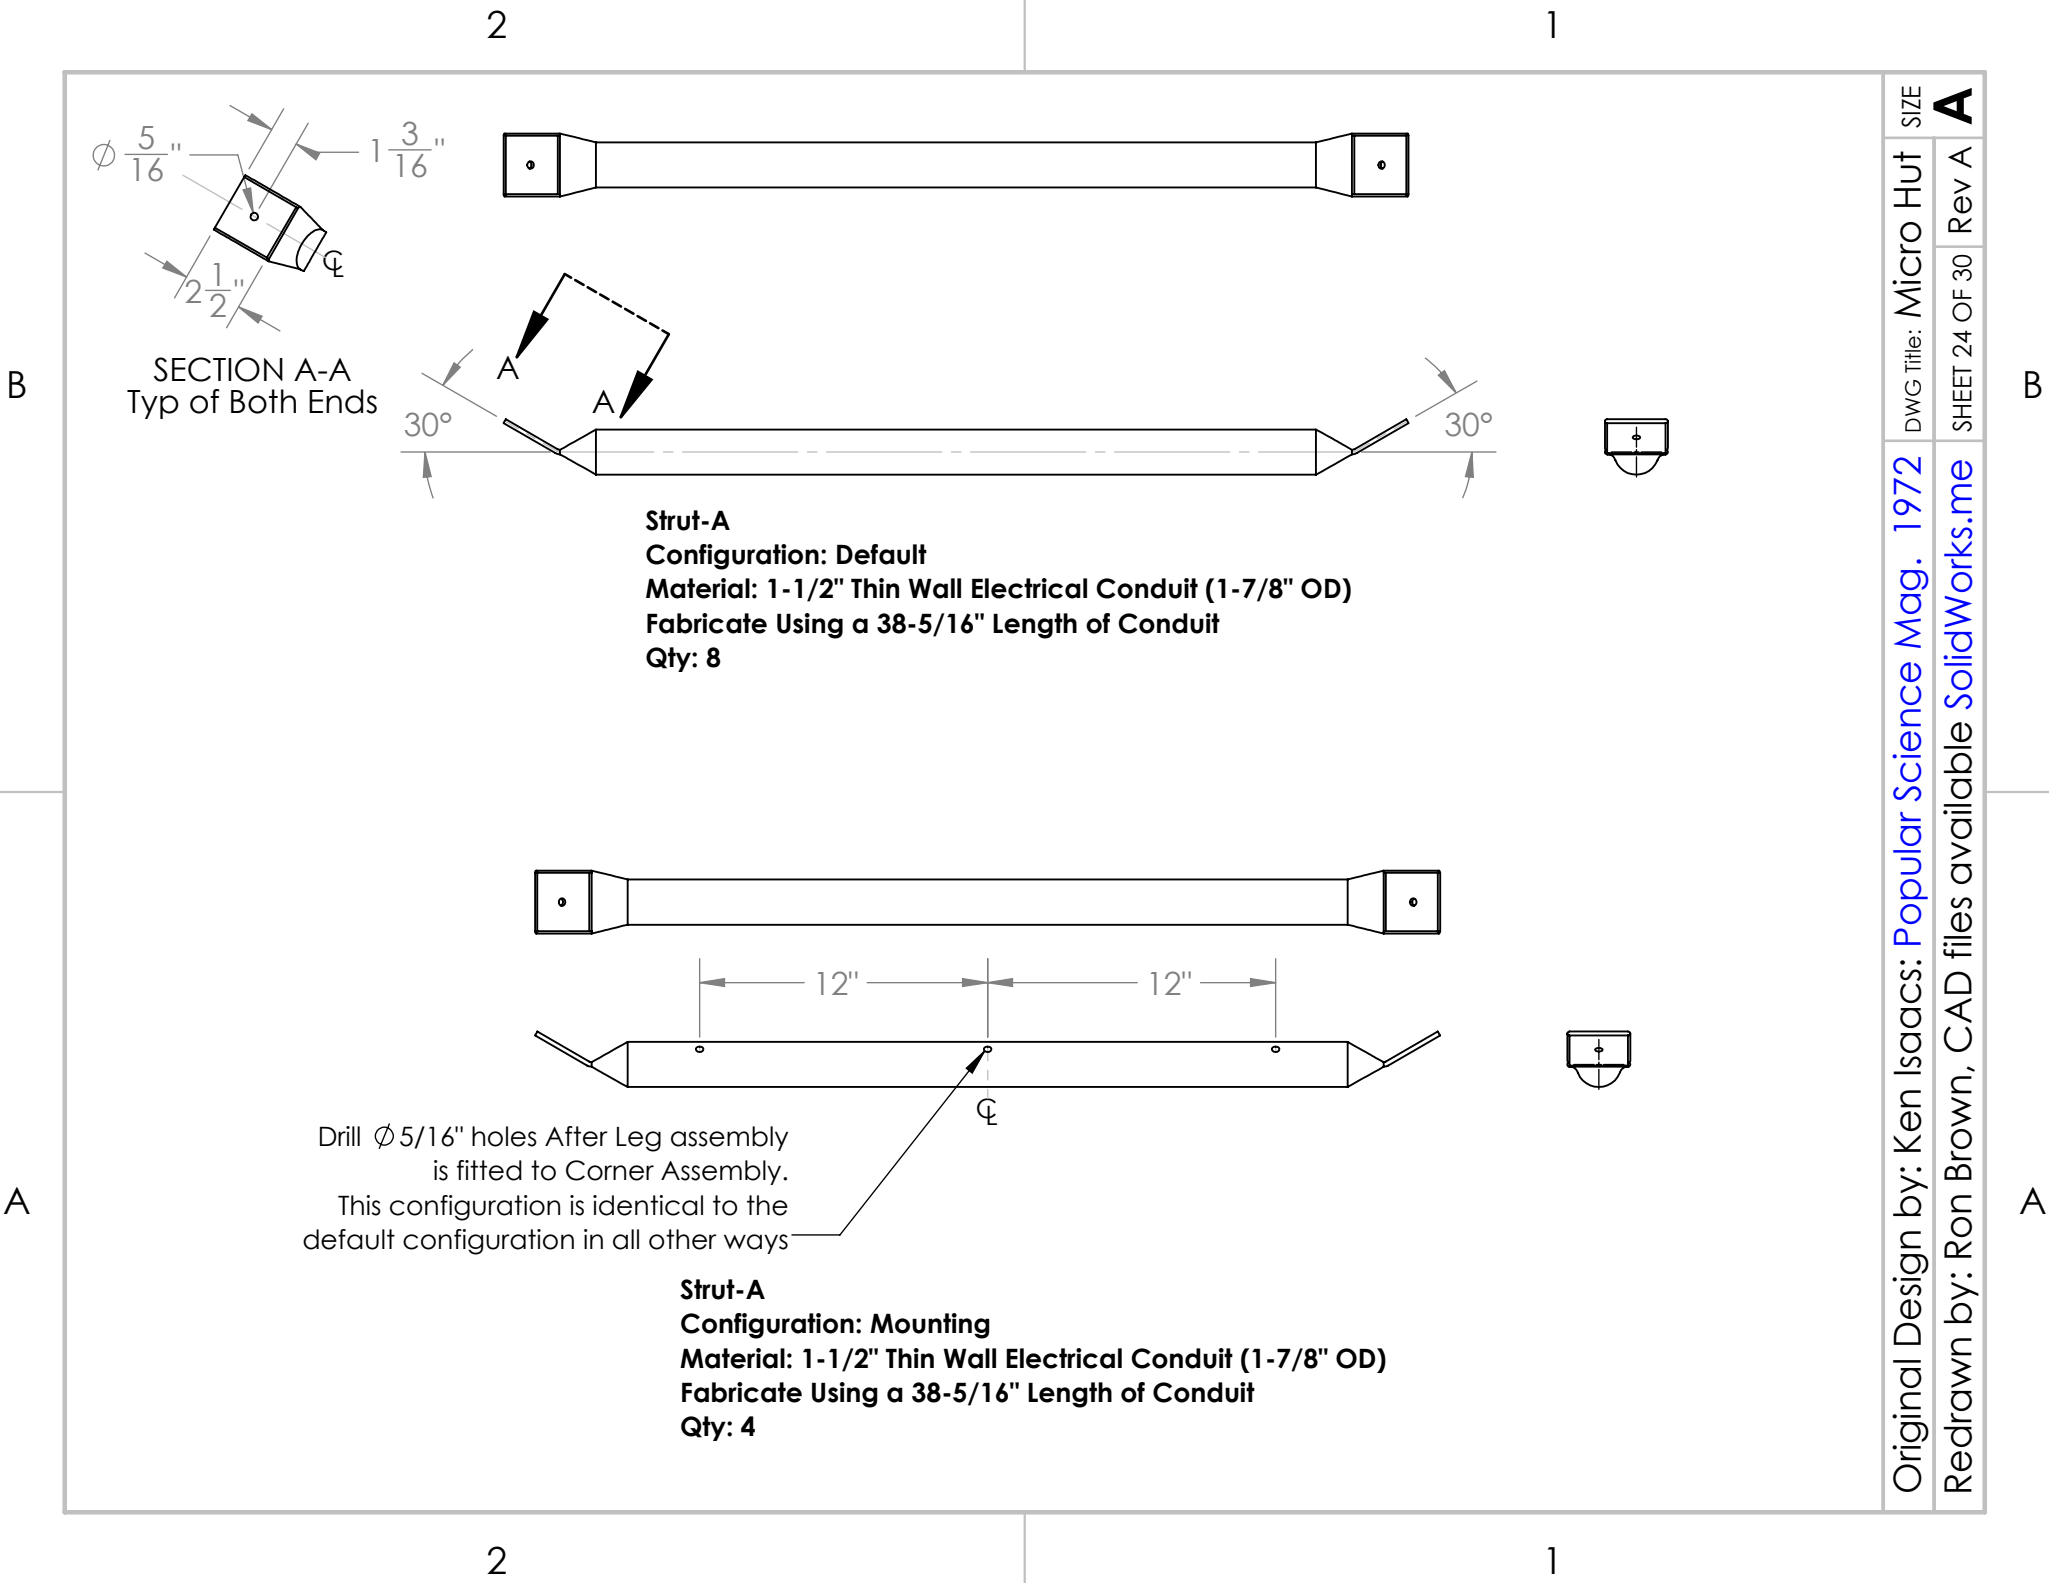 2
1
⌀ 5/16"
1 3/16"
2 1/2"
℄
SECTION A-A
Typ of Both Ends
A
A
30°
30°
Strut-A
Configuration: Default
Material: 1-1/2" Thin Wall Electrical Conduit (1-7/8" OD)
Fabricate Using a 38-5/16" Length of Conduit
Qty: 8
B
B
12"
12"
℄
Drill ⌀5/16" holes After Leg assembly
is fitted to Corner Assembly.
This configuration is identical to the
default configuration in all other ways
Strut-A
Configuration: Mounting
Material: 1-1/2" Thin Wall Electrical Conduit (1-7/8" OD)
Fabricate Using a 38-5/16" Length of Conduit
Qty: 4
A
A
Original Design by: Ken Isaacs: Popular Science Mag. 1972
DWG Title: Micro Hut
SIZE
A
Redrawn by: Ron Brown, CAD files available SolidWorks.me
SHEET 24 OF 30
Rev A
2
1